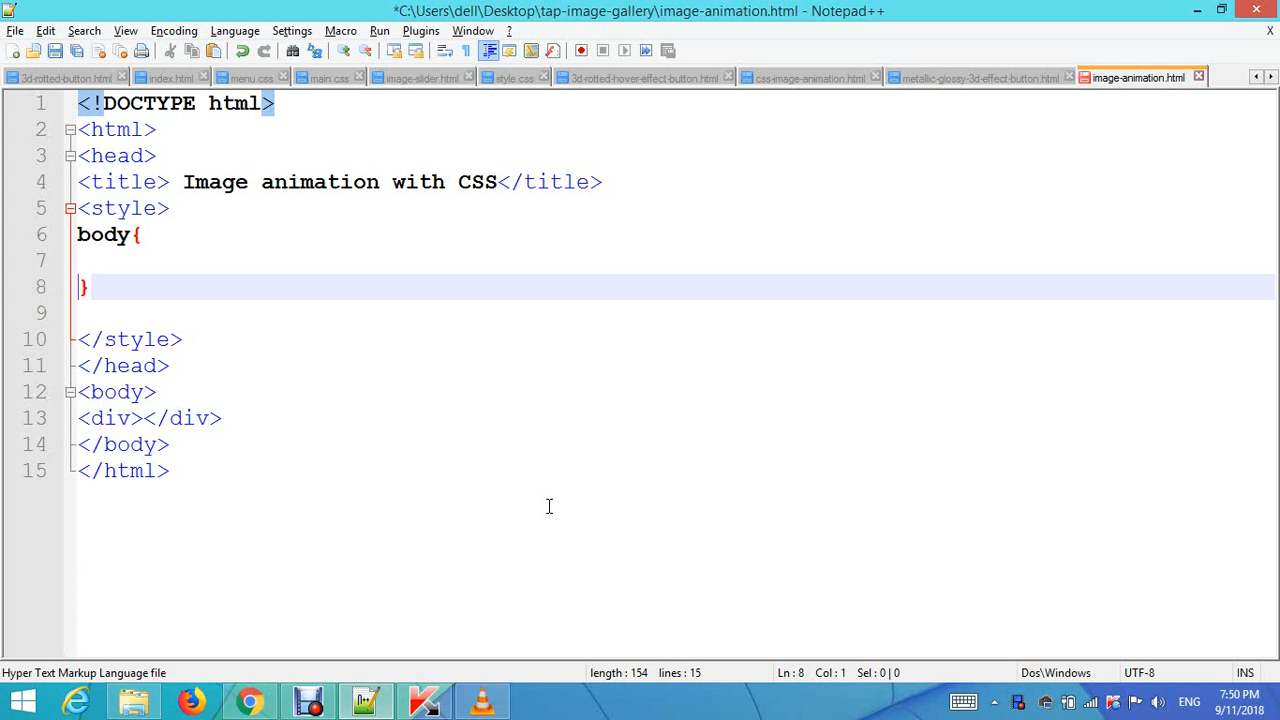 *C:\Users\dell\Desktop\tap-image-gallery\image-animation.html - Notepad++
File Edit Search View Encoding Language Settings Macro Run Plugins Window ? X
3d-rotted-button.html index.html menu.css main.css image-slider.html style.css 3d-rotted-hover-effect-button.html css-image-animation.html metallic-glossy-3d-effect-button.html image-animation.html
1 <!DOCTYPE html>
2 <html>
3 <head>
4 <title> Image animation with CSS</title>
5 <style>
6 body{
7
8 }
9
10 </style>
11 </head>
12 <body>
13 <div></div>
14 </body>
15 </html>
Hyper Text Markup Language file length : 154 lines : 15 Ln : 8 Col : 1 Sel : 0 | 0 Dos\Windows UTF-8 INS
ENG 7:50 PM
9/11/2018